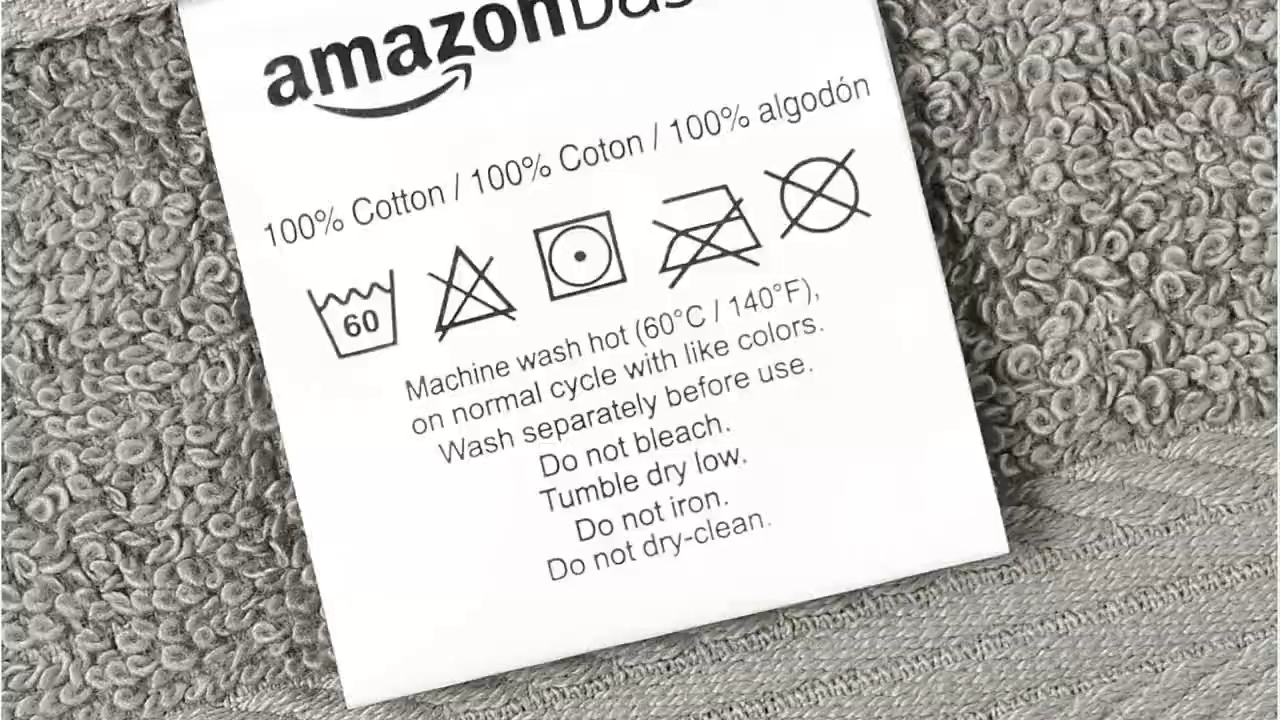 amazon
100% Cotton / 100% Coton / 100% algodón
60
Machine wash hot (60°C / 140°F),
on normal cycle with like colors.
Wash separately before use.
Do not bleach.
Tumble dry low.
Do not iron.
Do not dry-clean.